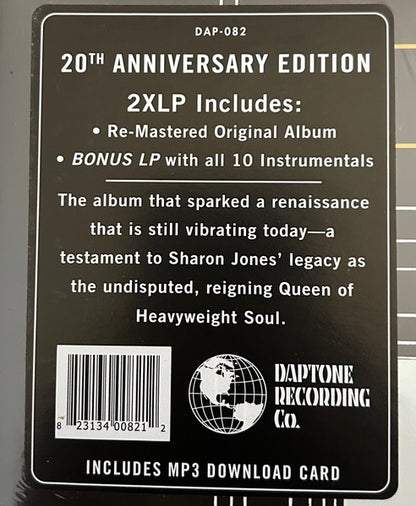 DAP-082
20TH ANNIVERSARY EDITION
2XLP Includes:
• Re-Mastered Original Album
• BONUS LP with all 10 Instrumentals
The album that sparked a renaissance
that is still vibrating today—a
testament to Sharon Jones’ legacy as
the undisputed, reigning Queen of
Heavyweight Soul.
8 23134 00821 2
DAPTONE
RECORDING
Co.
INCLUDES MP3 DOWNLOAD CARD